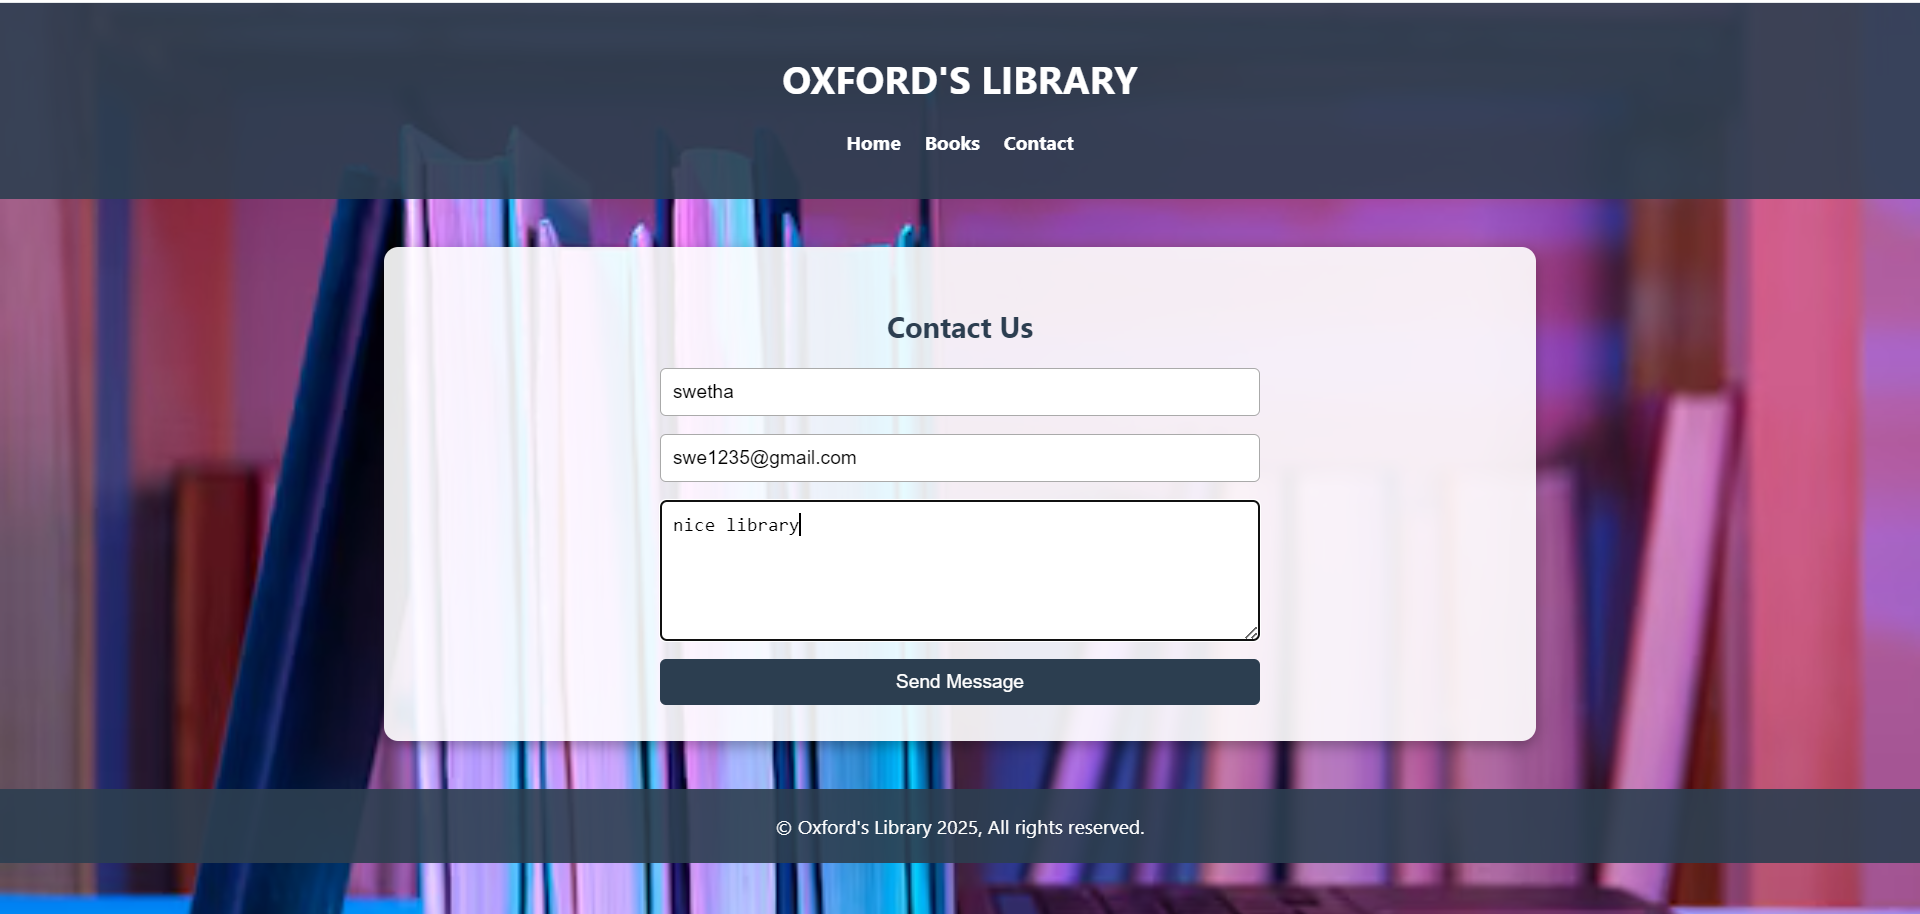 OXFORD'S LIBRARY
Home Books Contact
Contact Us
swetha
swe1235@gmail.com
nice library
Send Message
© Oxford's Library 2025, All rights reserved.